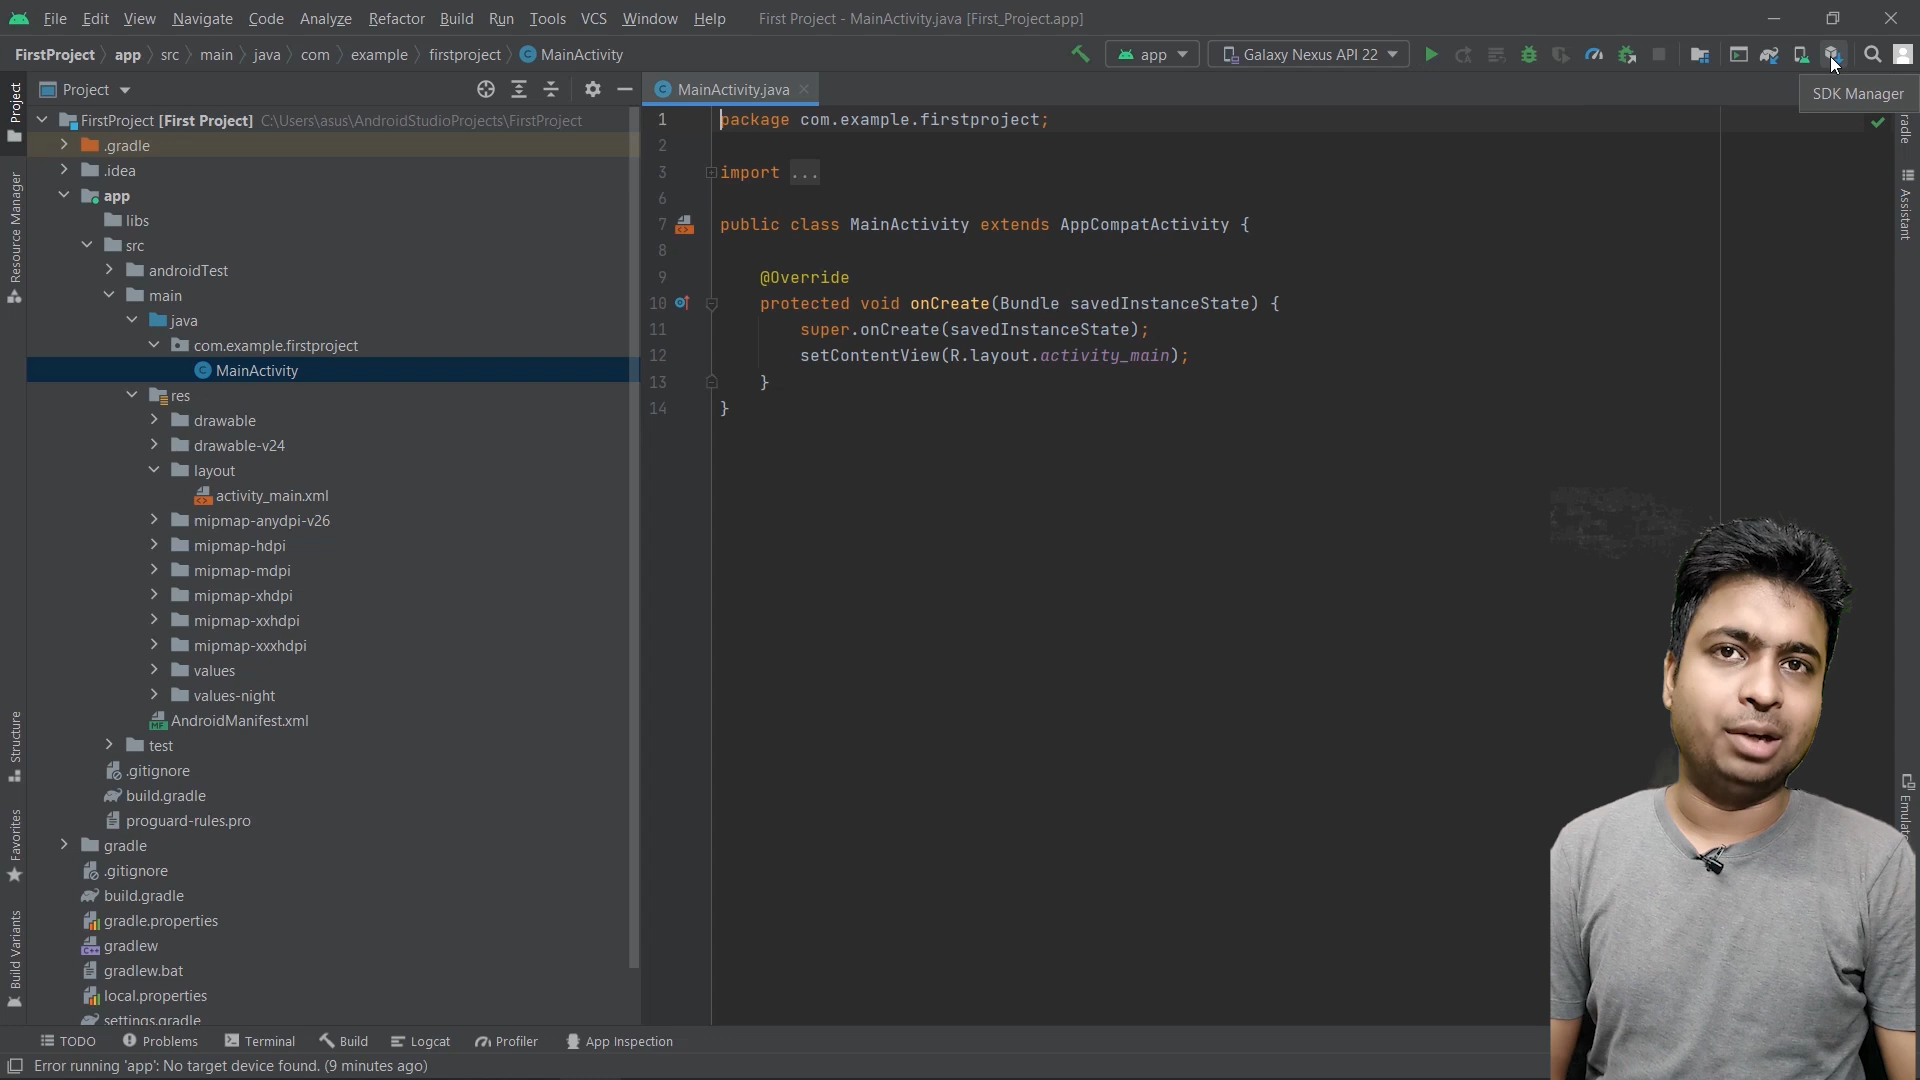 File Edit View Navigate Code Analyze Refactor Build Run Tools VCS Window Help First Project - MainActivity.java [First_Project.app]
FirstProject app src main java com example firstproject MainActivity app Galaxy Nexus API 22
Project MainActivity.java SDK Manager
FirstProject [First Project] C:\Users\asus\AndroidStudioProjects\FirstProject
.gradle
.idea
app
libs
src
androidTest
main
java
com.example.firstproject
MainActivity
res
drawable
drawable-v24
layout
activity_main.xml
mipmap-anydpi-v26
mipmap-hdpi
mipmap-mdpi
mipmap-xhdpi
mipmap-xxhdpi
mipmap-xxxhdpi
values
values-night
AndroidManifest.xml
test
.gitignore
build.gradle
proguard-rules.pro
gradle
.gitignore
build.gradle
gradle.properties
gradlew
gradlew.bat
local.properties
settings.gradle
1 package com.example.firstproject;
2
3 import ...
6
7 public class MainActivity extends AppCompatActivity {
8
9 @Override
10 protected void onCreate(Bundle savedInstanceState) {
11 super.onCreate(savedInstanceState);
12 setContentView(R.layout.activity_main);
13 }
14 }
Project
Resource Manager
Structure
Favorites
Build Variants
Assistant
TODO Problems Terminal Build Logcat Profiler App Inspection
Error running 'app': No target device found. (9 minutes ago)